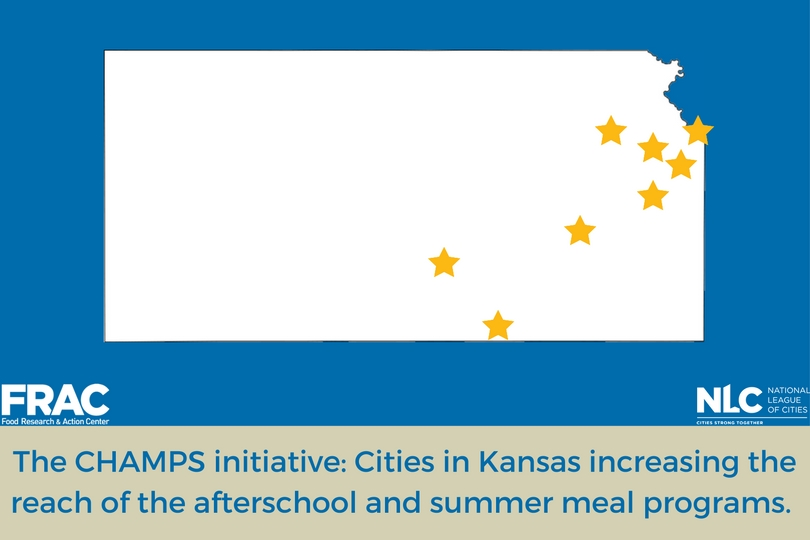 FRAC
Food Research & Action Center
NLC
NATIONAL
LEAGUE
OF CITIES
CITIES STRONG TOGETHER
The CHAMPS initiative: Cities in Kansas increasing the
reach of the afterschool and summer meal programs.